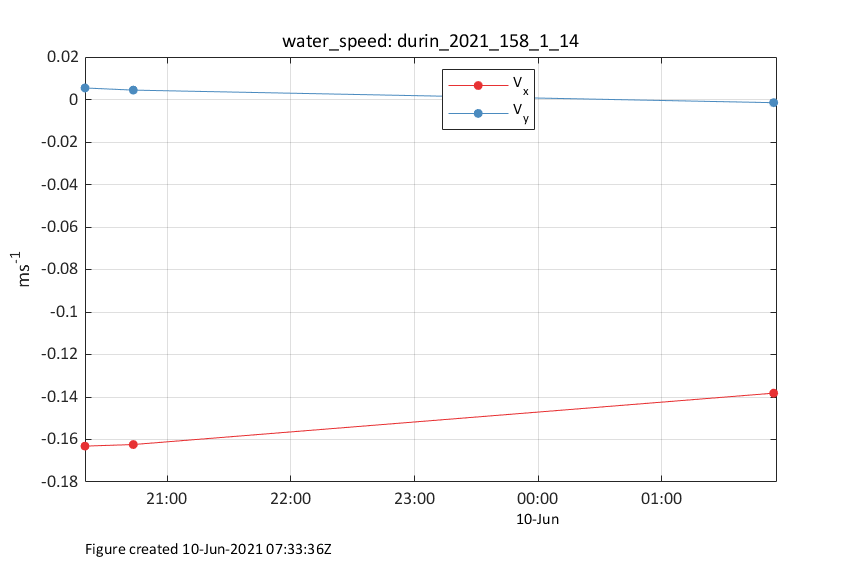 water_speed: durin_2021_158_1_14
0.02
0
-0.02
-0.04
-0.06
-0.08
-0.1
-0.12
-0.14
-0.16
-0.18
ms-1
Vx
Vy
21:00 22:00 23:00 00:00 01:00
10-Jun
Figure created 10-Jun-2021 07:33:36Z